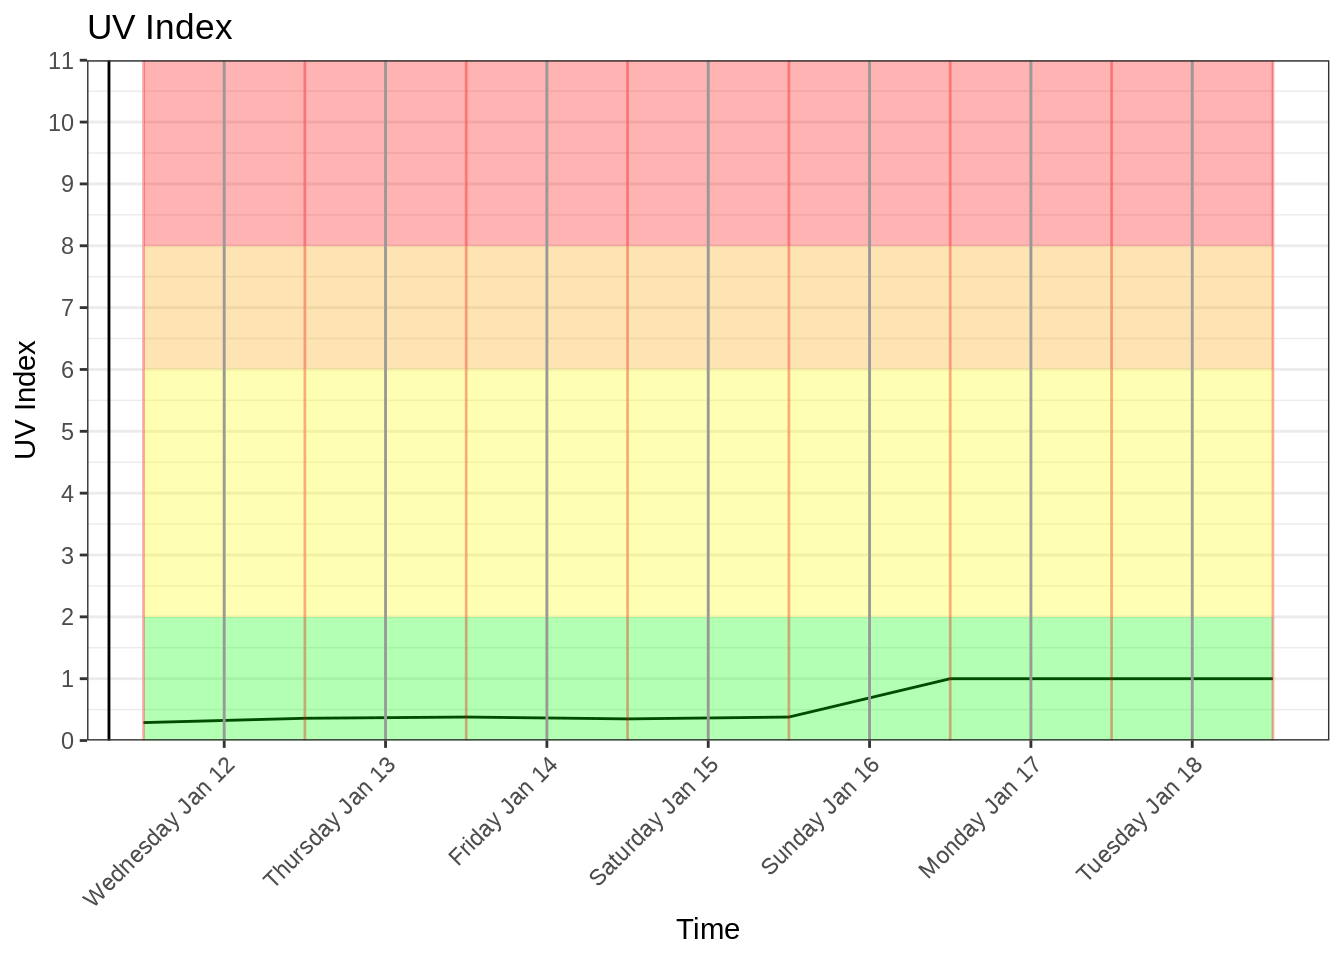 UV Index
11
10
9
8
7
6
5
4
3
2
1
0
UV Index
Wednesday Jan 12
Thursday Jan 13
Friday Jan 14
Saturday Jan 15
Sunday Jan 16
Monday Jan 17
Tuesday Jan 18
Time